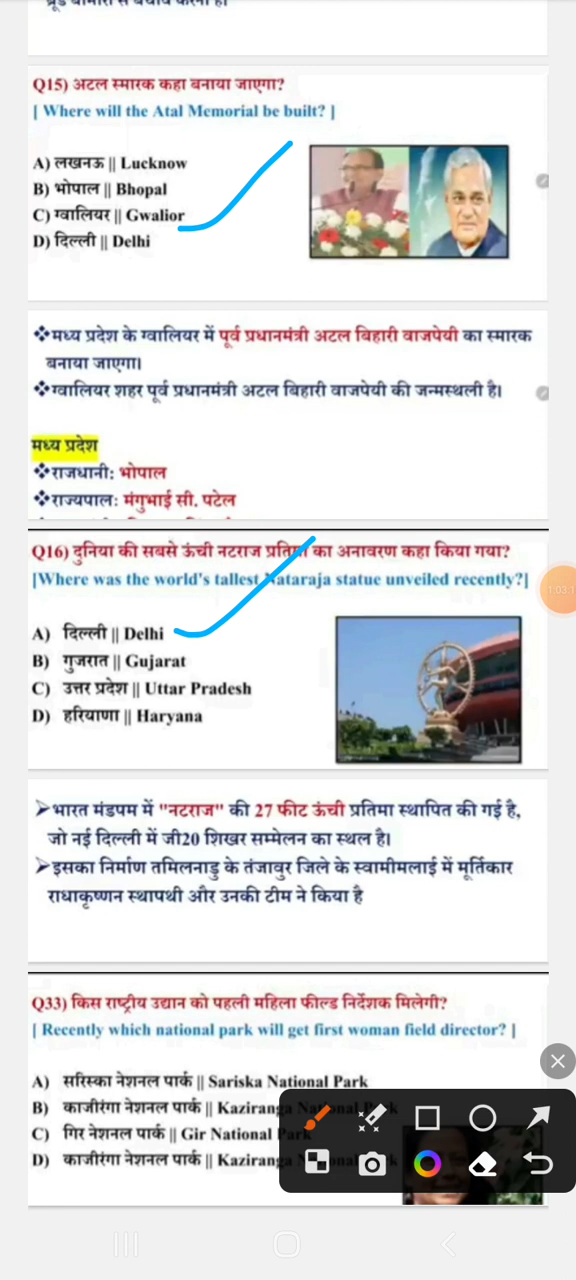 Q15) अटल स्मारक कहा बनाया जाएगा?
[ Where will the Atal Memorial be built? ]
A) लखनऊ || Lucknow
B) भोपाल || Bhopal
C) ग्वालियर || Gwalior
D) दिल्ली || Delhi
❖मध्य प्रदेश के ग्वालियर में पूर्व प्रधानमंत्री अटल बिहारी वाजपेयी का स्मारक
बनाया जाएगा।
❖ग्वालियर शहर पूर्व प्रधानमंत्री अटल बिहारी वाजपेयी की जन्मस्थली है।
मध्य प्रदेश
❖राजधानी: भोपाल
❖राज्यपाल: मंगुभाई सी. पटेल
Q16) दुनिया की सबसे ऊंची नटराज प्रतिमा का अनावरण कहा किया गया?
[Where was the world's tallest Nataraja statue unveiled recently?]
A) दिल्ली || Delhi
B) गुजरात || Gujarat
C) उत्तर प्रदेश || Uttar Pradesh
D) हरियाणा || Haryana
➢भारत मंडपम में "नटराज" की 27 फीट ऊंची प्रतिमा स्थापित की गई है,
जो नई दिल्ली में जी20 शिखर सम्मेलन का स्थल है।
➢इसका निर्माण तमिलनाडु के तंजावुर जिले के स्वामीमलाई में मूर्तिकार
राधाकृष्णन स्थापथी और उनकी टीम ने किया है
Q33) किस राष्ट्रीय उद्यान को पहली महिला फील्ड निर्देशक मिलेगी?
[ Recently which national park will get first woman field director? ]
A) सरिस्का नेशनल पार्क || Sariska National Park
B) काजीरंगा नेशनल पार्क || Kaziranga National Park
C) गिर नेशनल पार्क || Gir National Park
D) काजीरंगा नेशनल पार्क || Kaziranga National Park